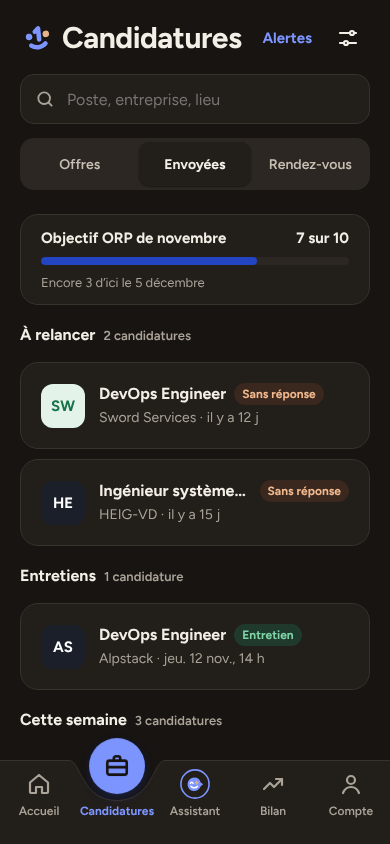 Candidatures
Alertes
Poste, entreprise, lieu
Offres
Envoyées
Rendez-vous
Objectif ORP de novembre
7 sur 10
Encore 3 d'ici le 5 décembre
À relancer 2 candidatures
SW
DevOps Engineer Sans réponse
Sword Services · il y a 12 j
HE
Ingénieur système... Sans réponse
HEIG-VD · il y a 15 j
Entretiens 1 candidature
AS
DevOps Engineer Entretien
Alpstack · jeu. 12 nov., 14 h
Cette semaine 3 candidatures
Accueil
Candidatures
Assistant
Bilan
Compte